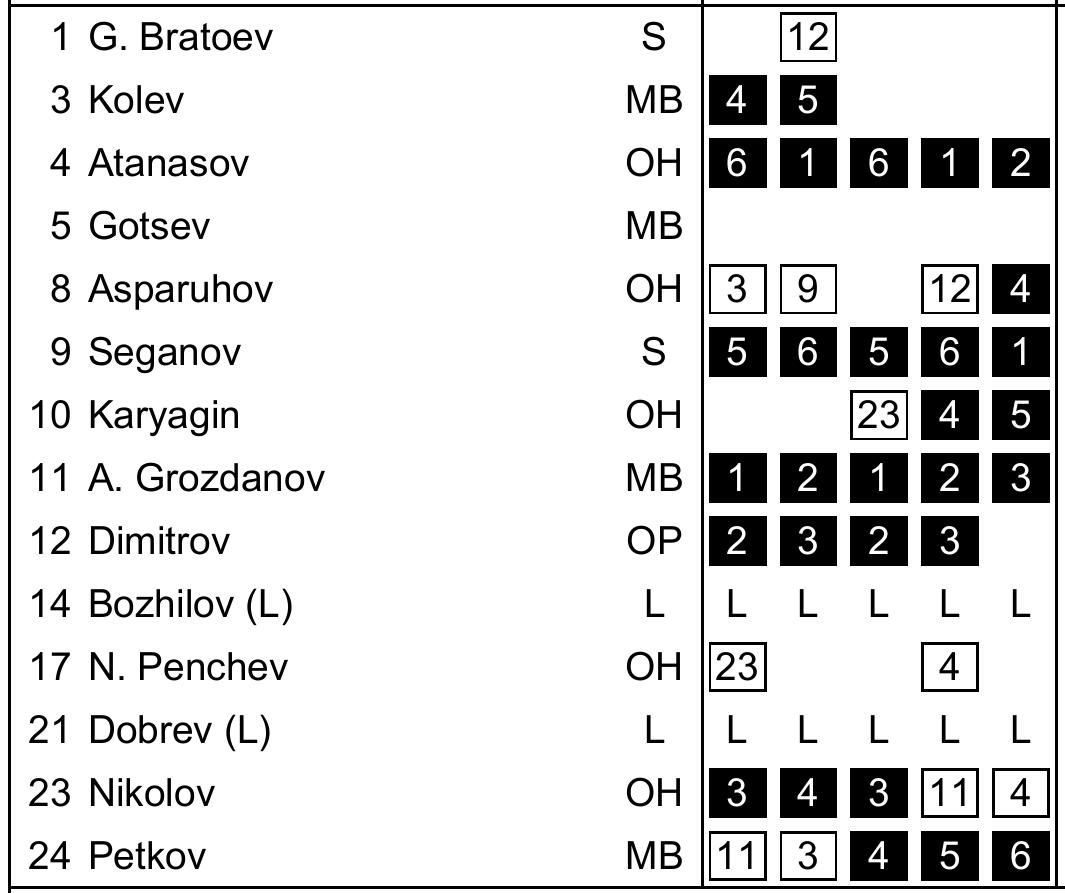 1 G. Bratoev S 12
3 Kolev MB 4 5
4 Atanasov OH 6 1 6 1 2
5 Gotsev MB
8 Asparuhov OH 3 9 12 4
9 Seganov S 5 6 5 6 1
10 Karyagin OH 23 4 5
11 A. Grozdanov MB 1 2 1 2 3
12 Dimitrov OP 2 3 2 3
14 Bozhilov (L) L L L L L L
17 N. Penchev OH 23 4
21 Dobrev (L) L L L L L L
23 Nikolov OH 3 4 3 11 4
24 Petkov MB 11 3 4 5 6